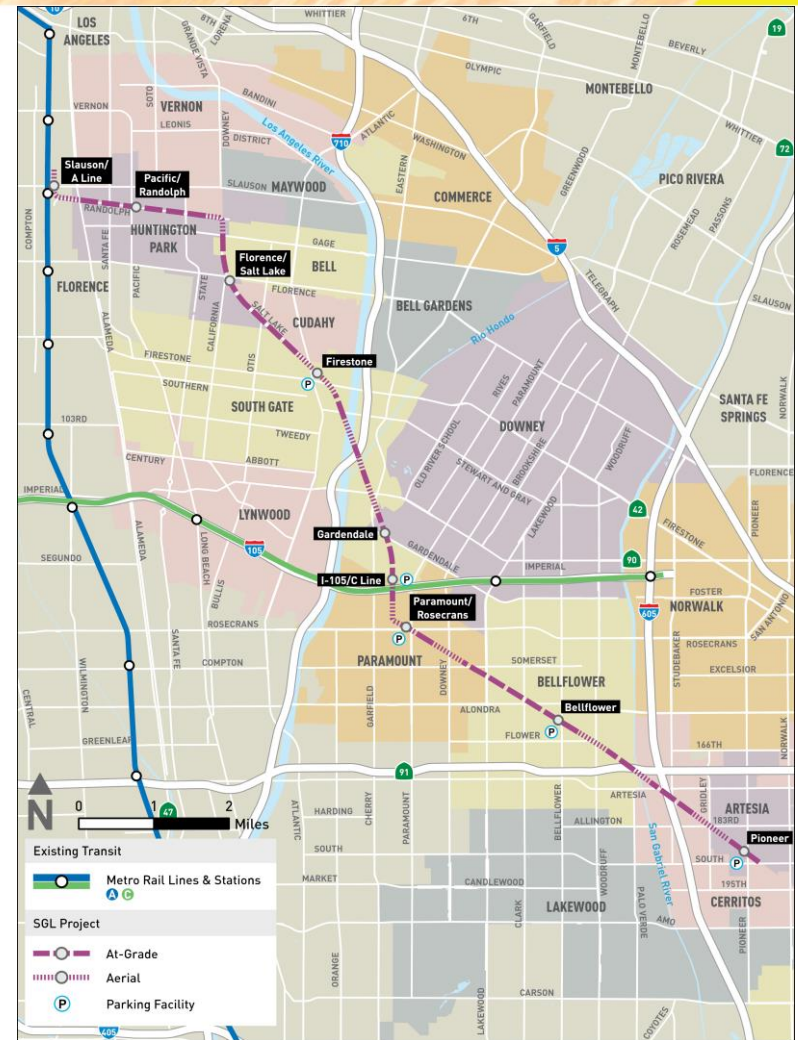 10
LOS
ANGELES
8TH
LORENA
GRANDE VISTA
WHITTIER
6TH
GARFIELD
MONTEBELLO
19
BEVERLY
OLYMPIC
MONTEBELLO
VERNON
SOTO
VERNON
LEONIS
DOWNEY
BANDINI
DISTRICT
Los Angeles River
710
ATLANTIC
WASHINGTON
EASTERN
GREENWOOD
WHITTIER
72
Slauson/
A Line
Pacific/
Randolph
SLAUSON
MAYWOOD
COMMERCE
PICO RIVERA
PASSONS
ROSEMEAD
COMPTON
RANDOLPH
HUNTINGTON
PARK
SANTA FE
PACIFIC
GAGE
BELL
5
TELEGRAPH
FLORENCE
Florence/
Salt Lake
STATE
CALIFORNIA
FLORENCE
SALT LAKE
CUDAHY
BELL GARDENS
Rio Hondo
SLAUSON
ALAMEDA
FIRESTONE
OTIS
Firestone
P
SOUTHERN
SOUTH GATE
RIVES
PARAMOUNT
DOWNEY
SANTA FE
SPRINGS
NORWALK
103RD
TWEEDY
OLD RIVER SCHOOL
BROOKSHIRE
WOODRUFF
CENTURY
ABBOTT
STEWART AND GRAY
LAKEWOOD
FLORENCE
IMPERIAL
LYNWOOD
42
FIRESTONE
PIONEER
ALAMEDA
LONG BEACH
Gardendale
GARDENDALE
90
SEGUNDO
105
BULLIS
I-105/C Line
P
IMPERIAL
FOSTER
NORWALK
SAN ANTONIO
Paramount/
Rosecrans
605
ROSECRANS
P
STUDEBAKER
ROSECRANS
SANTA FE
COMPTON
PARAMOUNT
DOWNEY
SOMERSET
BELLFLOWER
EXCELSIOR
WILMINGTON
CENTRAL
GARFIELD
ALONDRA
Bellflower
FLOWER
P
NORWALK
GREENLEAF
166TH
91
N
0
1
2
Miles
47
ATLANTIC
HARDING
CHERRY
PARAMOUNT
BELLFLOWER
ARTESIA
ALLINGTON
GRIDLEY
ARTESIA
183RD
Pioneer
SOUTH
San Gabriel River
SOUTH
P
MARKET
CANDLEWOOD
WOODRUFF
195TH
CERRITOS
CLARK
LAKEWOOD
PALO VERDE
AMO
PIONEER
ORANGE
CARSON
LAKEWOOD
COYOTES
405
Existing Transit
Metro Rail Lines & Stations
A C
SGL Project
At-Grade
Aerial
P
Parking Facility